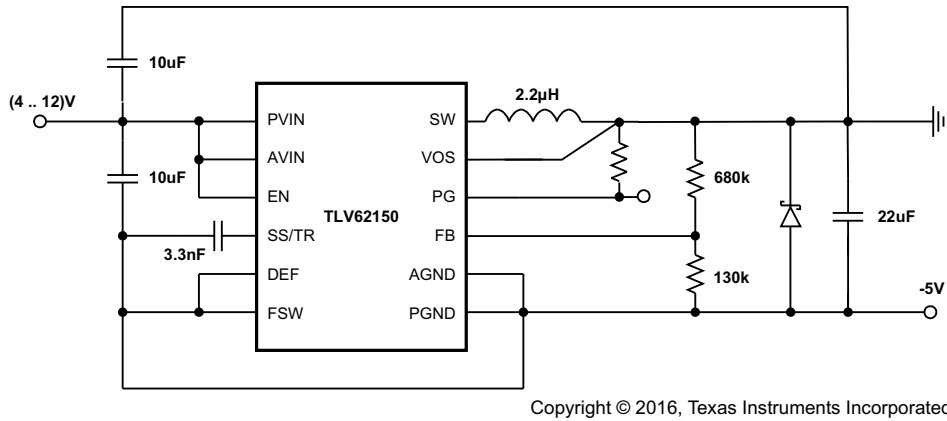 10uF
(4 .. 12)V
10uF
3.3nF
PVIN
AVIN
EN
SS/TR
DEF
FSW
TLV62150
SW
VOS
PG
FB
AGND
PGND
2.2µH
680k
130k
22uF
-5V
Copyright © 2016, Texas Instruments Incorporated